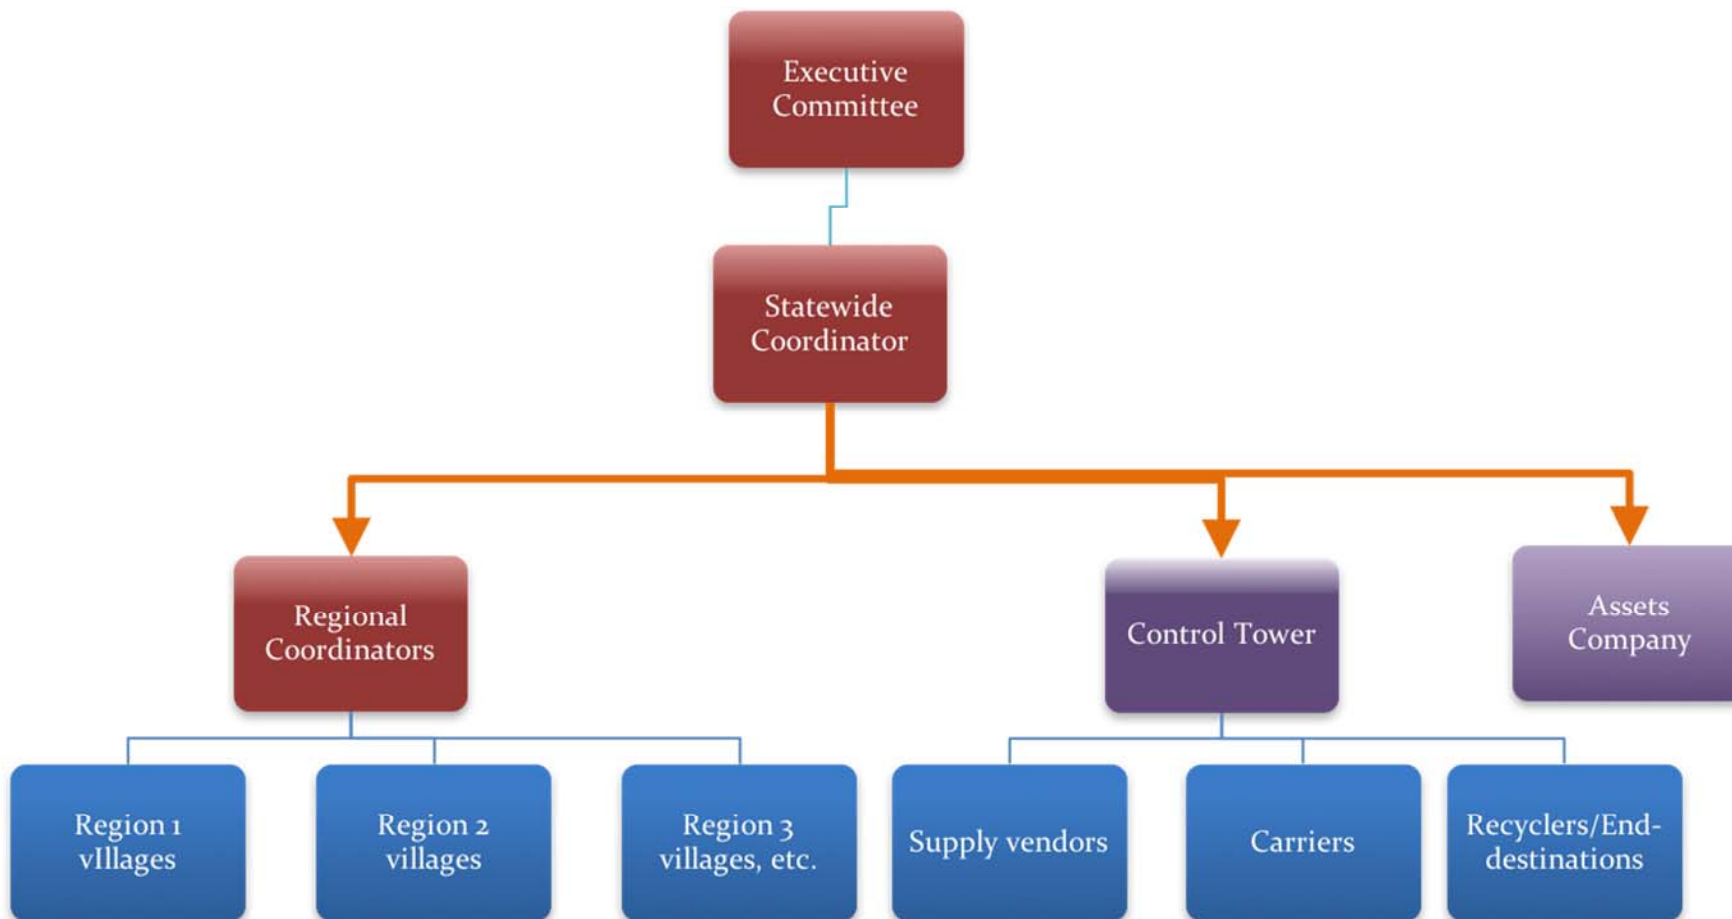 Executive
Committee
Statewide
Coordinator
Regional
Coordinators
Control Tower
Assets
Company
Region 1
vIllages
Region 2
villages
Region 3
villages, etc.
Supply vendors
Carriers
Recyclers/End-
destinations